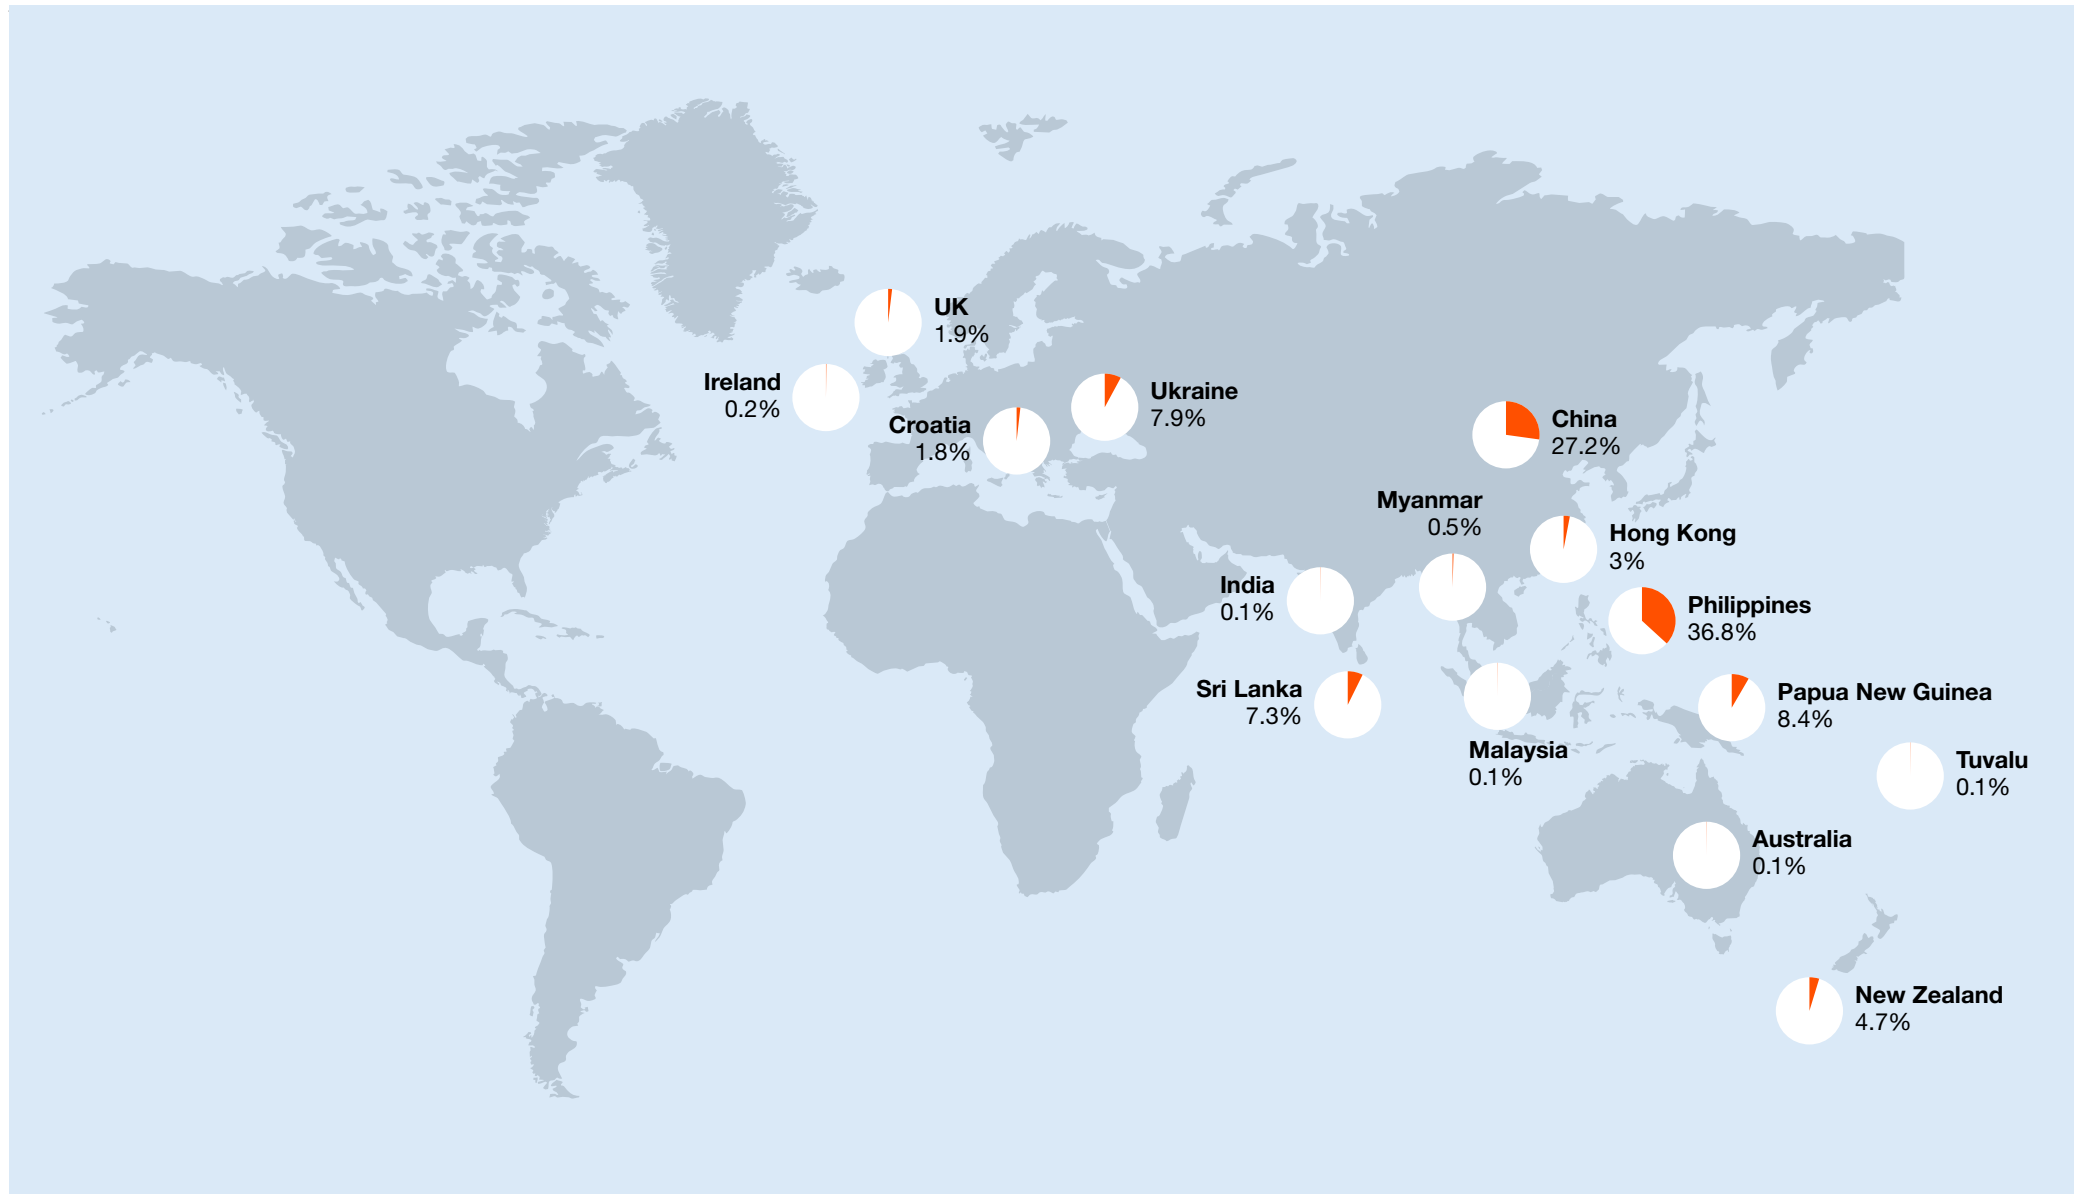 UK
1.9%
Ireland
0.2%
Ukraine
7.9%
Croatia
1.8%
China
27.2%
Myanmar
0.5%
Hong Kong
3%
India
0.1%
Philippines
36.8%
Sri Lanka
7.3%
Papua New Guinea
8.4%
Malaysia
0.1%
Tuvalu
0.1%
Australia
0.1%
New Zealand
4.7%